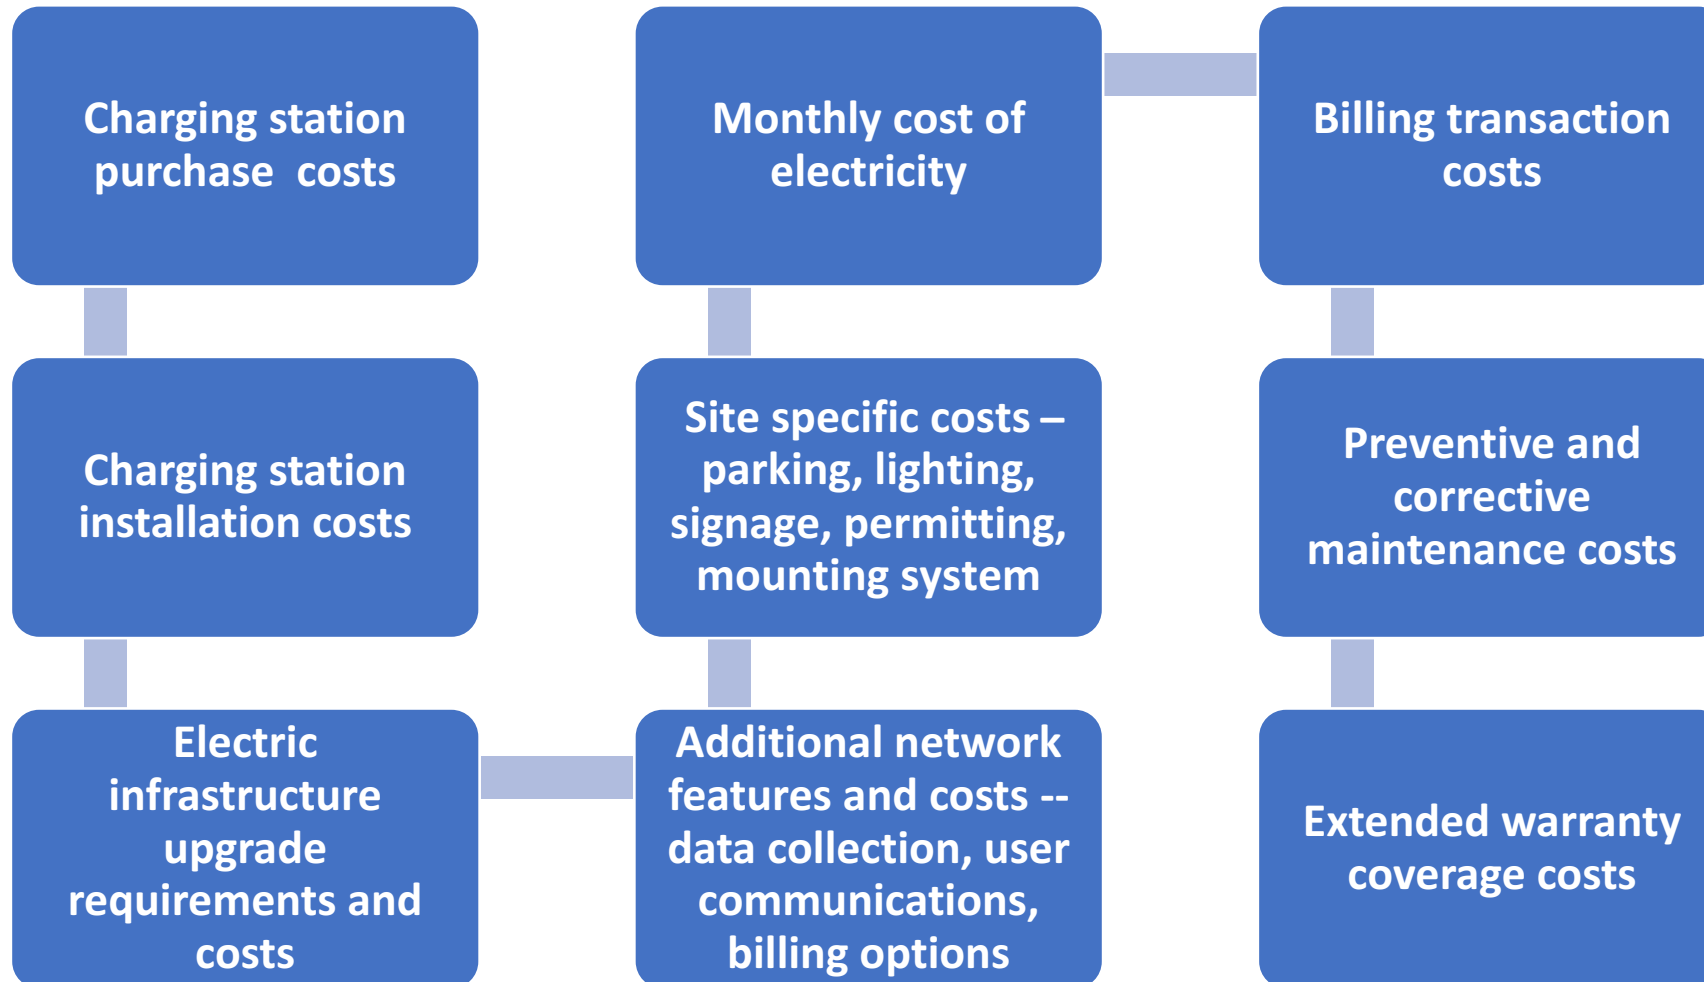 Charging station
purchase  costs
Charging station
installation costs
Electric
infrastructure
upgrade
requirements and
costs
Additional network
features and costs --
data collection, user
communications,
billing options
Site specific costs –
parking, lighting,
signage, permitting,
mounting system
Monthly cost of
electricity
Billing transaction
costs
Preventive and
corrective
maintenance costs
Extended warranty
coverage costs